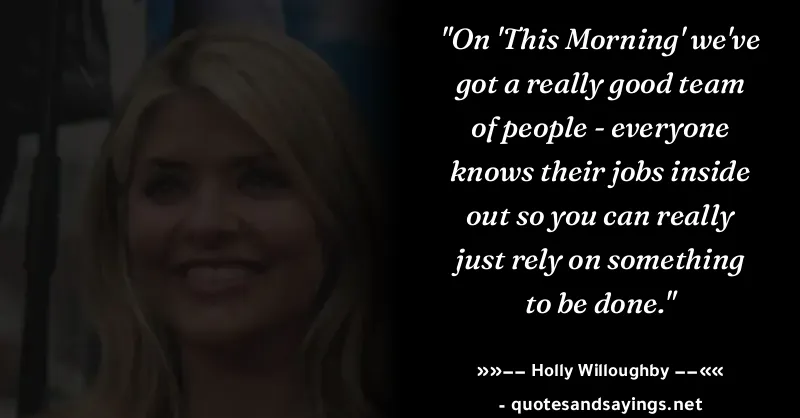 "On 'This Morning' we've
got a really good team
of people - everyone
knows their jobs inside
out so you can really
just rely on something
to be done."
»»—— Holly Willoughby ——««
- quotesandsayings.net